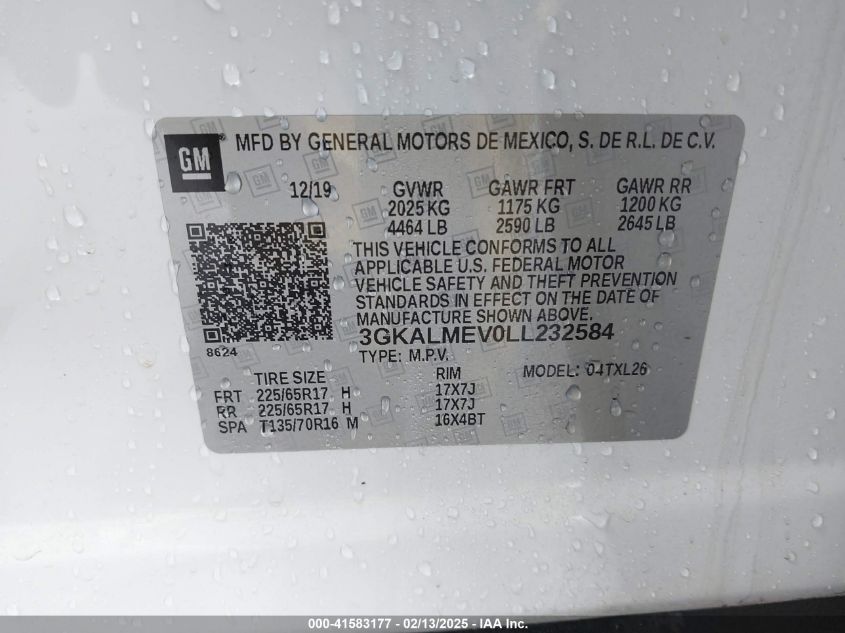 GM
MFD BY GENERAL MOTORS DE MEXICO, S. DE R.L. DE C.V.
12/19 GVWR GAWR FRT GAWR RR
2025 KG 1175 KG 1200 KG
4464 LB 2590 LB 2645 LB
THIS VEHICLE CONFORMS TO ALL
APPLICABLE U.S. FEDERAL MOTOR
VEHICLE SAFETY AND THEFT PREVENTION
STANDARDS IN EFFECT ON THE DATE OF
MANUFACTURE SHOWN ABOVE.
8624 3GKALMEV0LL232584
TYPE: M.P.V. MODEL: 04TXL26
TIRE SIZE RIM
FRT 225/65R17 H 17X7J
RR 225/65R17 H 17X7J
SPA T135/70R16 M 16X4BT
000-41583177 - 02/13/2025 - Copyright IAA, Inc.